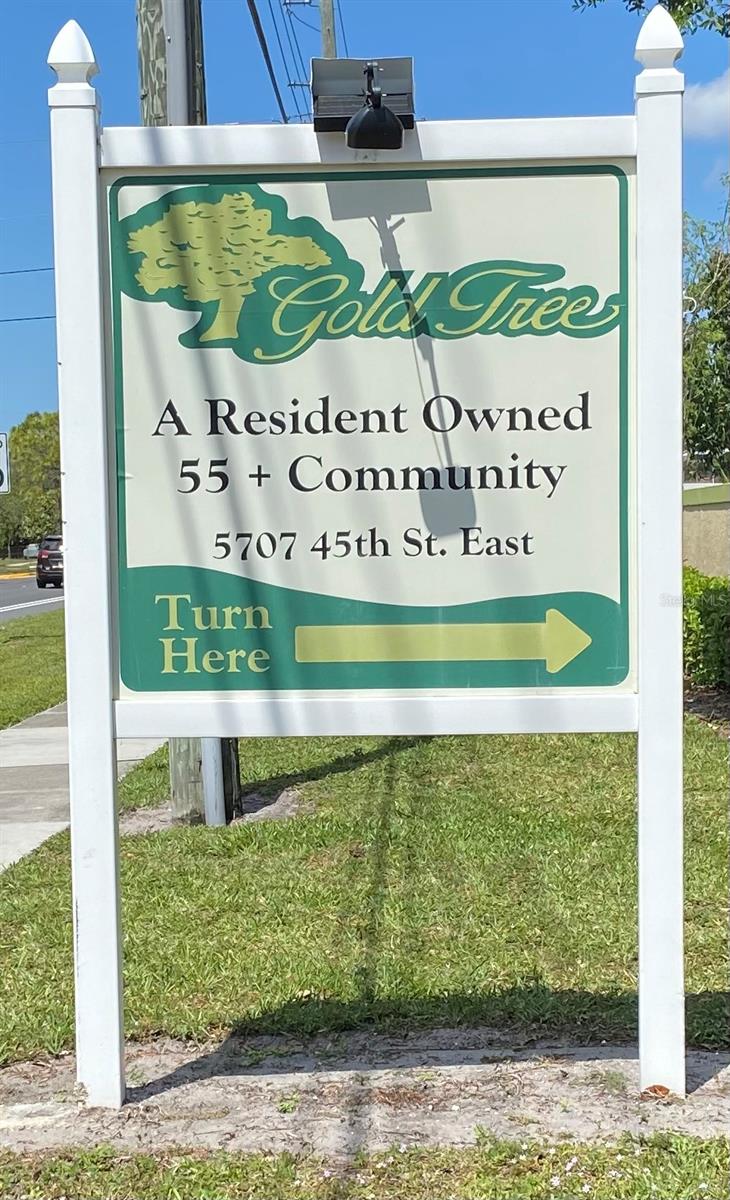 Gold Tree
A Resident Owned
55 + Community
5707 45th St. East
Turn
Here